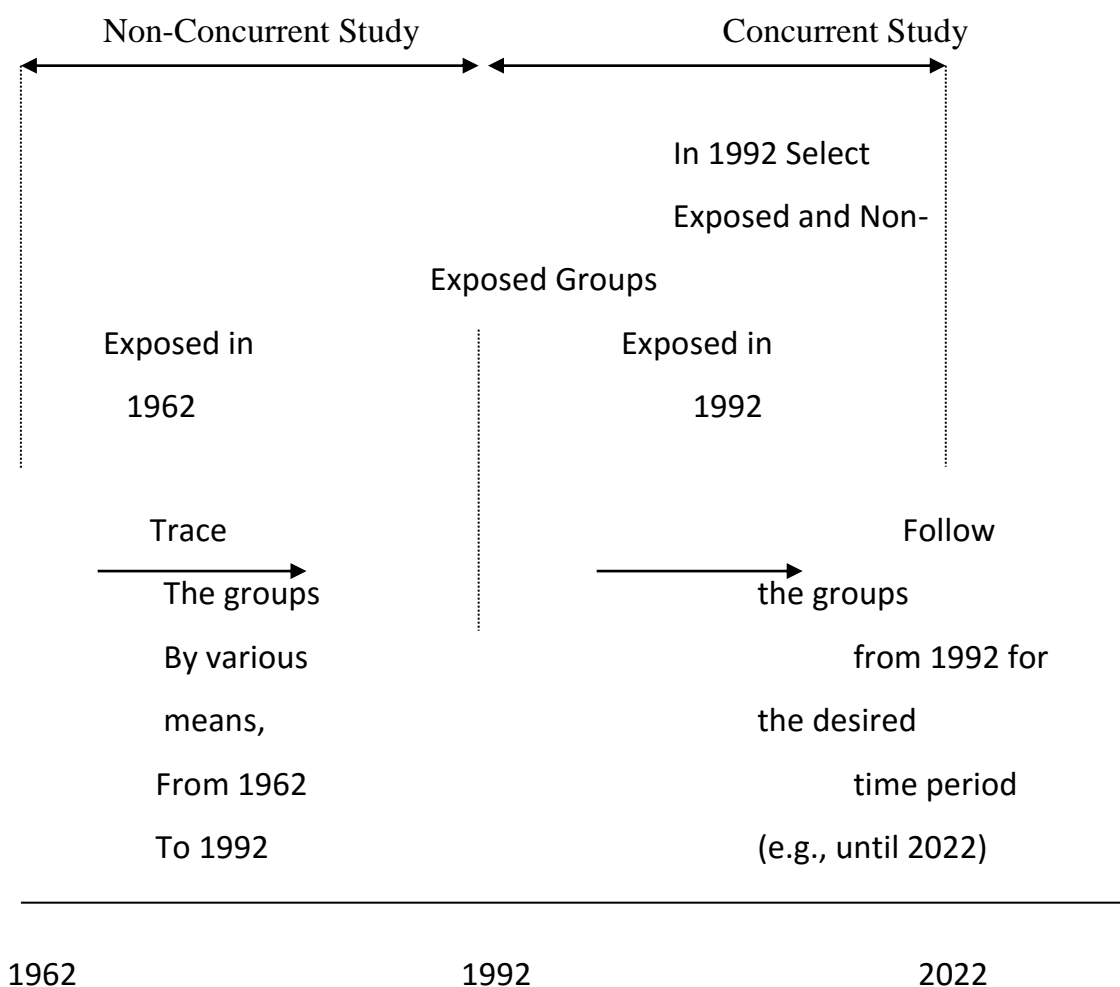 Non-Concurrent Study Concurrent Study
In 1992 Select
Exposed and Non-
Exposed Groups
Exposed in Exposed in
1962 1992
Trace Follow
The groups the groups
By various from 1992 for
means, the desired
From 1962 time period
To 1992 (e.g., until 2022)
1962 1992 2022